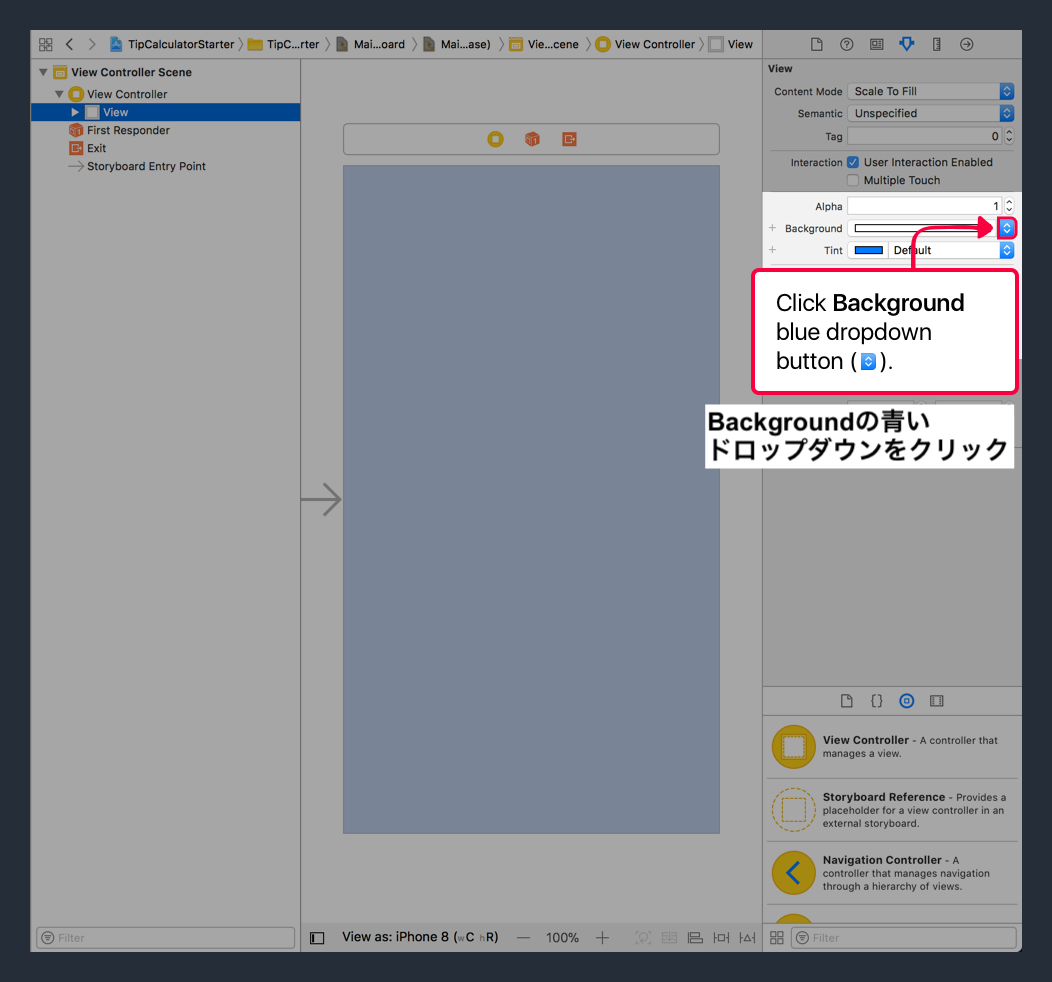 TipCalculatorStarter
TipC...rter
Mai...oard
Mai...ase)
Vie...cene
View Controller
View
View Controller Scene
View Controller
View
First Responder
Exit
Storyboard Entry Point
View
Content Mode Scale To Fill
Semantic Unspecified
Tag 0
Interaction User Interaction Enabled
Multiple Touch
Alpha 1
Background
Tint Default
Click Background
blue dropdown
button ( ).
Backgroundの青い
ドロップダウンをクリック
View Controller - A controller that
manages a view.
Storyboard Reference - Provides a
placeholder for a view controller in an
external storyboard.
Navigation Controller - A
controller that manages navigation
through a hierarchy of views.
Filter
View as: iPhone 8 (wC hR)
100%
Filter